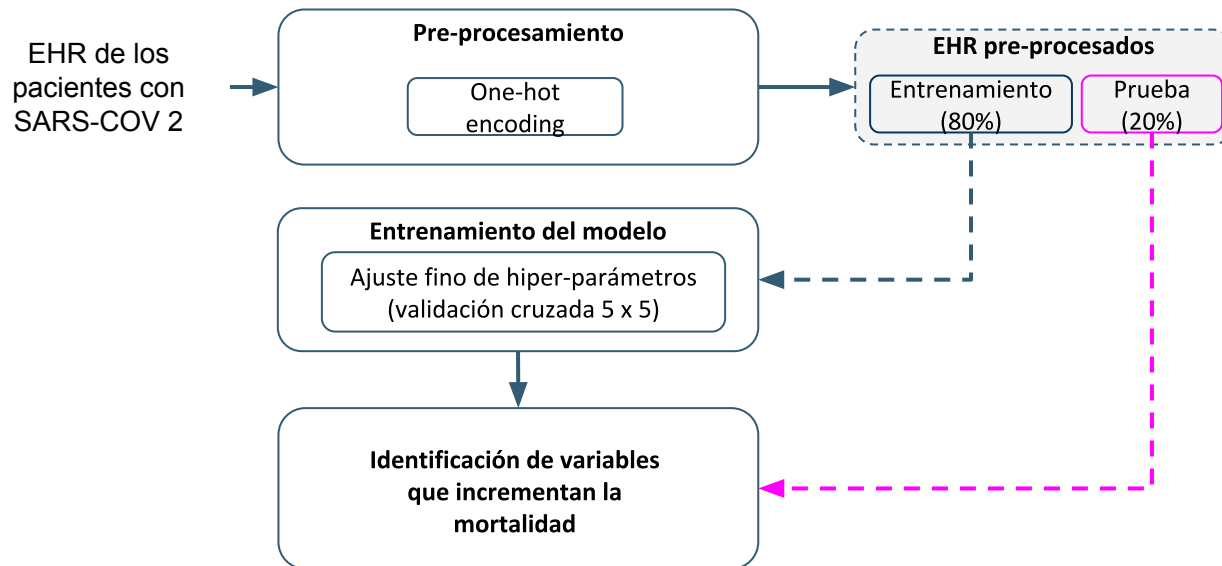 EHR de los
pacientes con
SARS-COV 2
Pre-procesamiento
One-hot
encoding
EHR pre-procesados
Entrenamiento
(80%)
Prueba
(20%)
Entrenamiento del modelo
Ajuste fino de hiper-parámetros
(validación cruzada 5 x 5)
Identificación de variables
que incrementan la
mortalidad